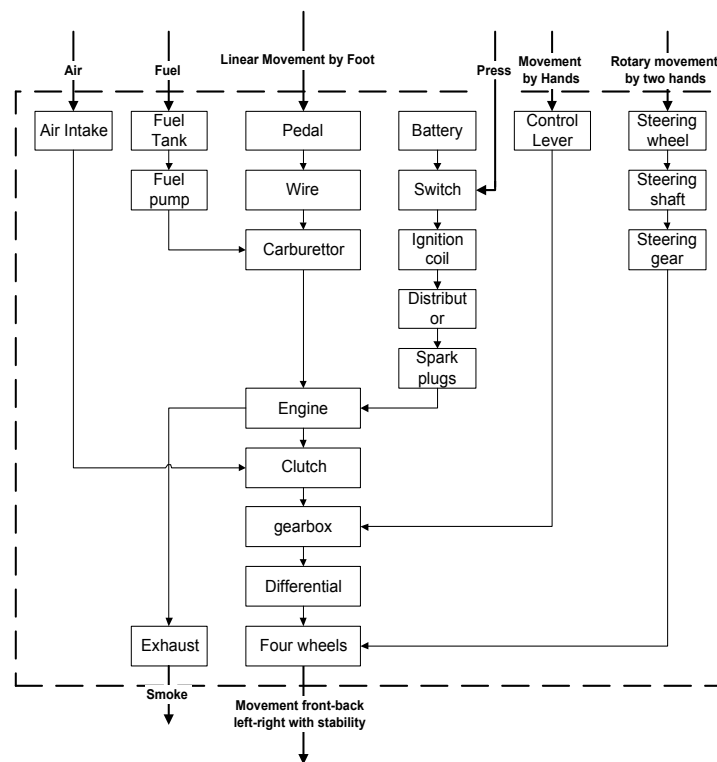 Air
Fuel
Linear Movement by Foot
Press
Movement
by Hands
Rotary movement
by two hands
Air Intake
Fuel
Tank
Pedal
Battery
Control
Lever
Steering
wheel
Fuel
pump
Wire
Switch
Steering
shaft
Carburettor
Ignition
coil
Steering
gear
Distribut
or
Spark
plugs
Engine
Clutch
gearbox
Differential
Exhaust
Four wheels
Smoke
Movement front-back
left-right with stability